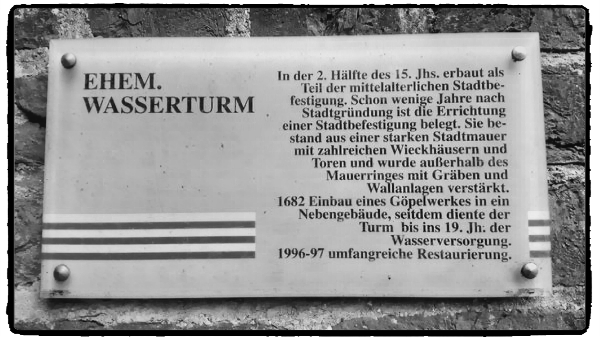 EHEM.
WASSERTURM
In der 2. Hälfte des 15. Jhs. erbaut als
Teil der mittelalterlichen Stadtbe-
festigung. Schon wenige Jahre nach
Stadtgründung ist die Errichtung
einer Stadtbefestigung belegt. Sie be-
stand aus einer starken Stadtmauer
mit zahlreichen Wieckhäusern und
Toren und wurde außerhalb des
Mauerringes mit Gräben und
Wallanlagen verstärkt.
1682 Einbau eines Göpelwerkes in ein
Nebengebäude, seitdem diente der
Turm bis ins 19. Jh. der
Wasserversorgung.
1996-97 umfangreiche Restaurierung.